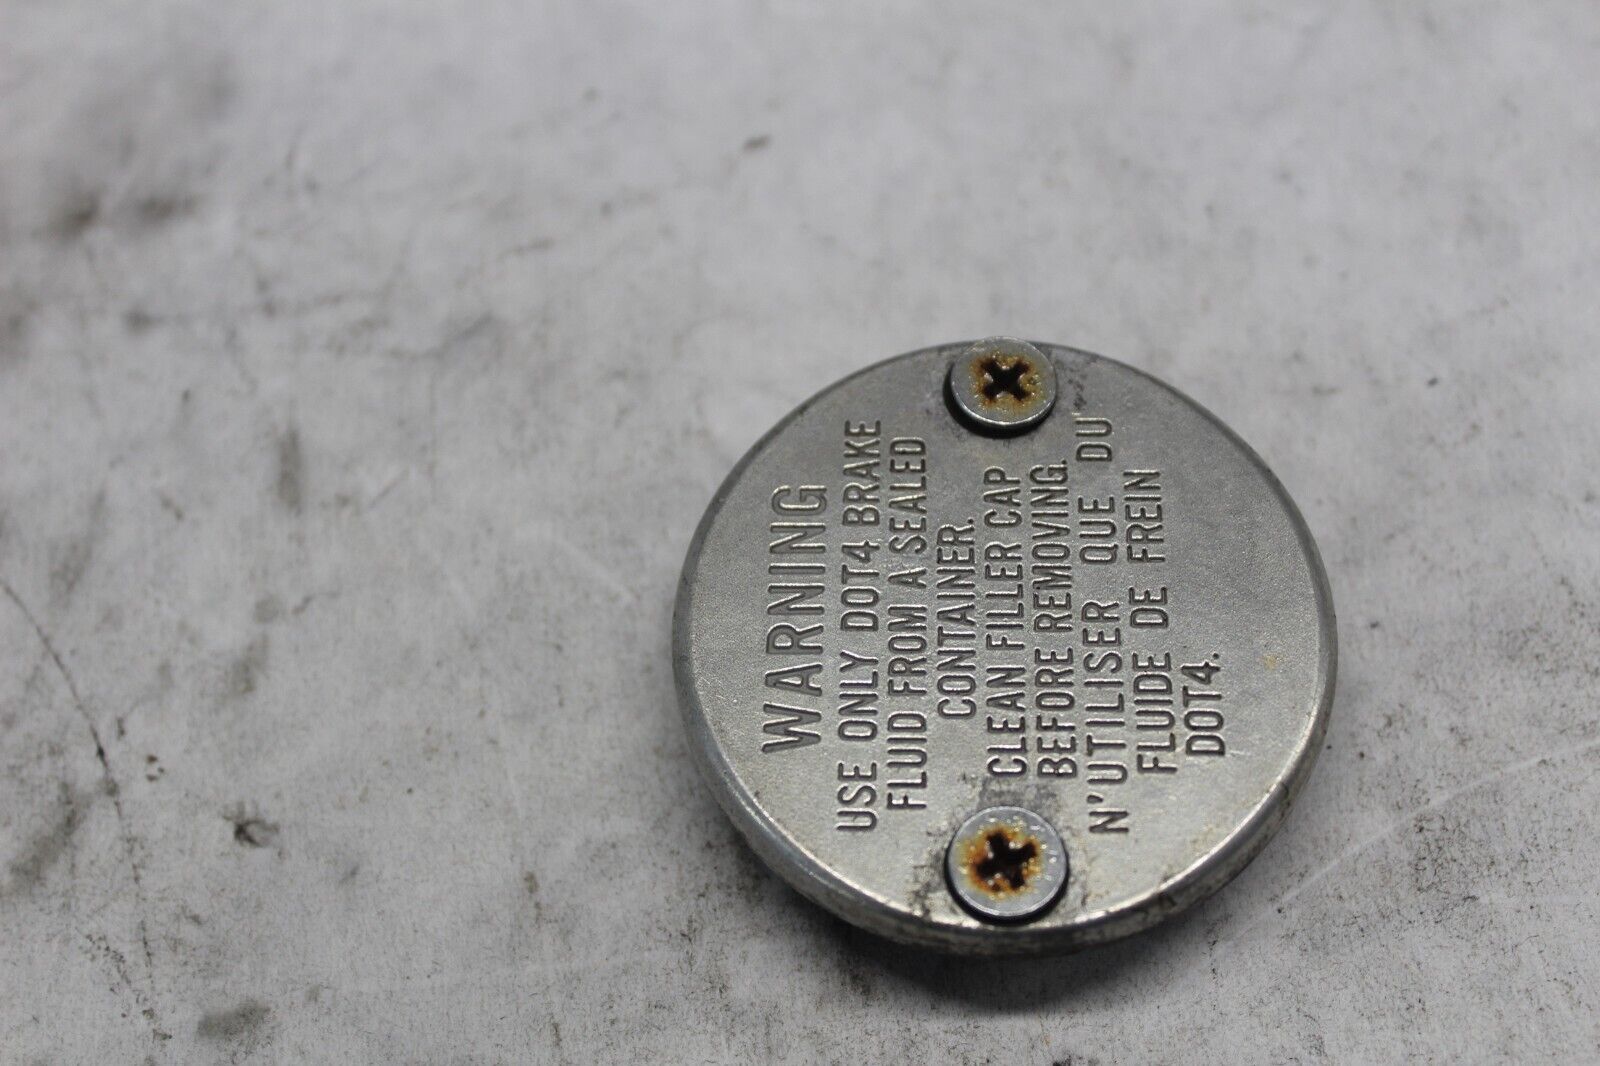 WARNING
USE ONLY DOT4 BRAKE
FLUID FROM A SEALED
CONTAINER.
CLEAN FILLER CAP
BEFORE REMOVING.
N'UTILISER QUE DU
FLUIDE DE FREIN
DOT4.